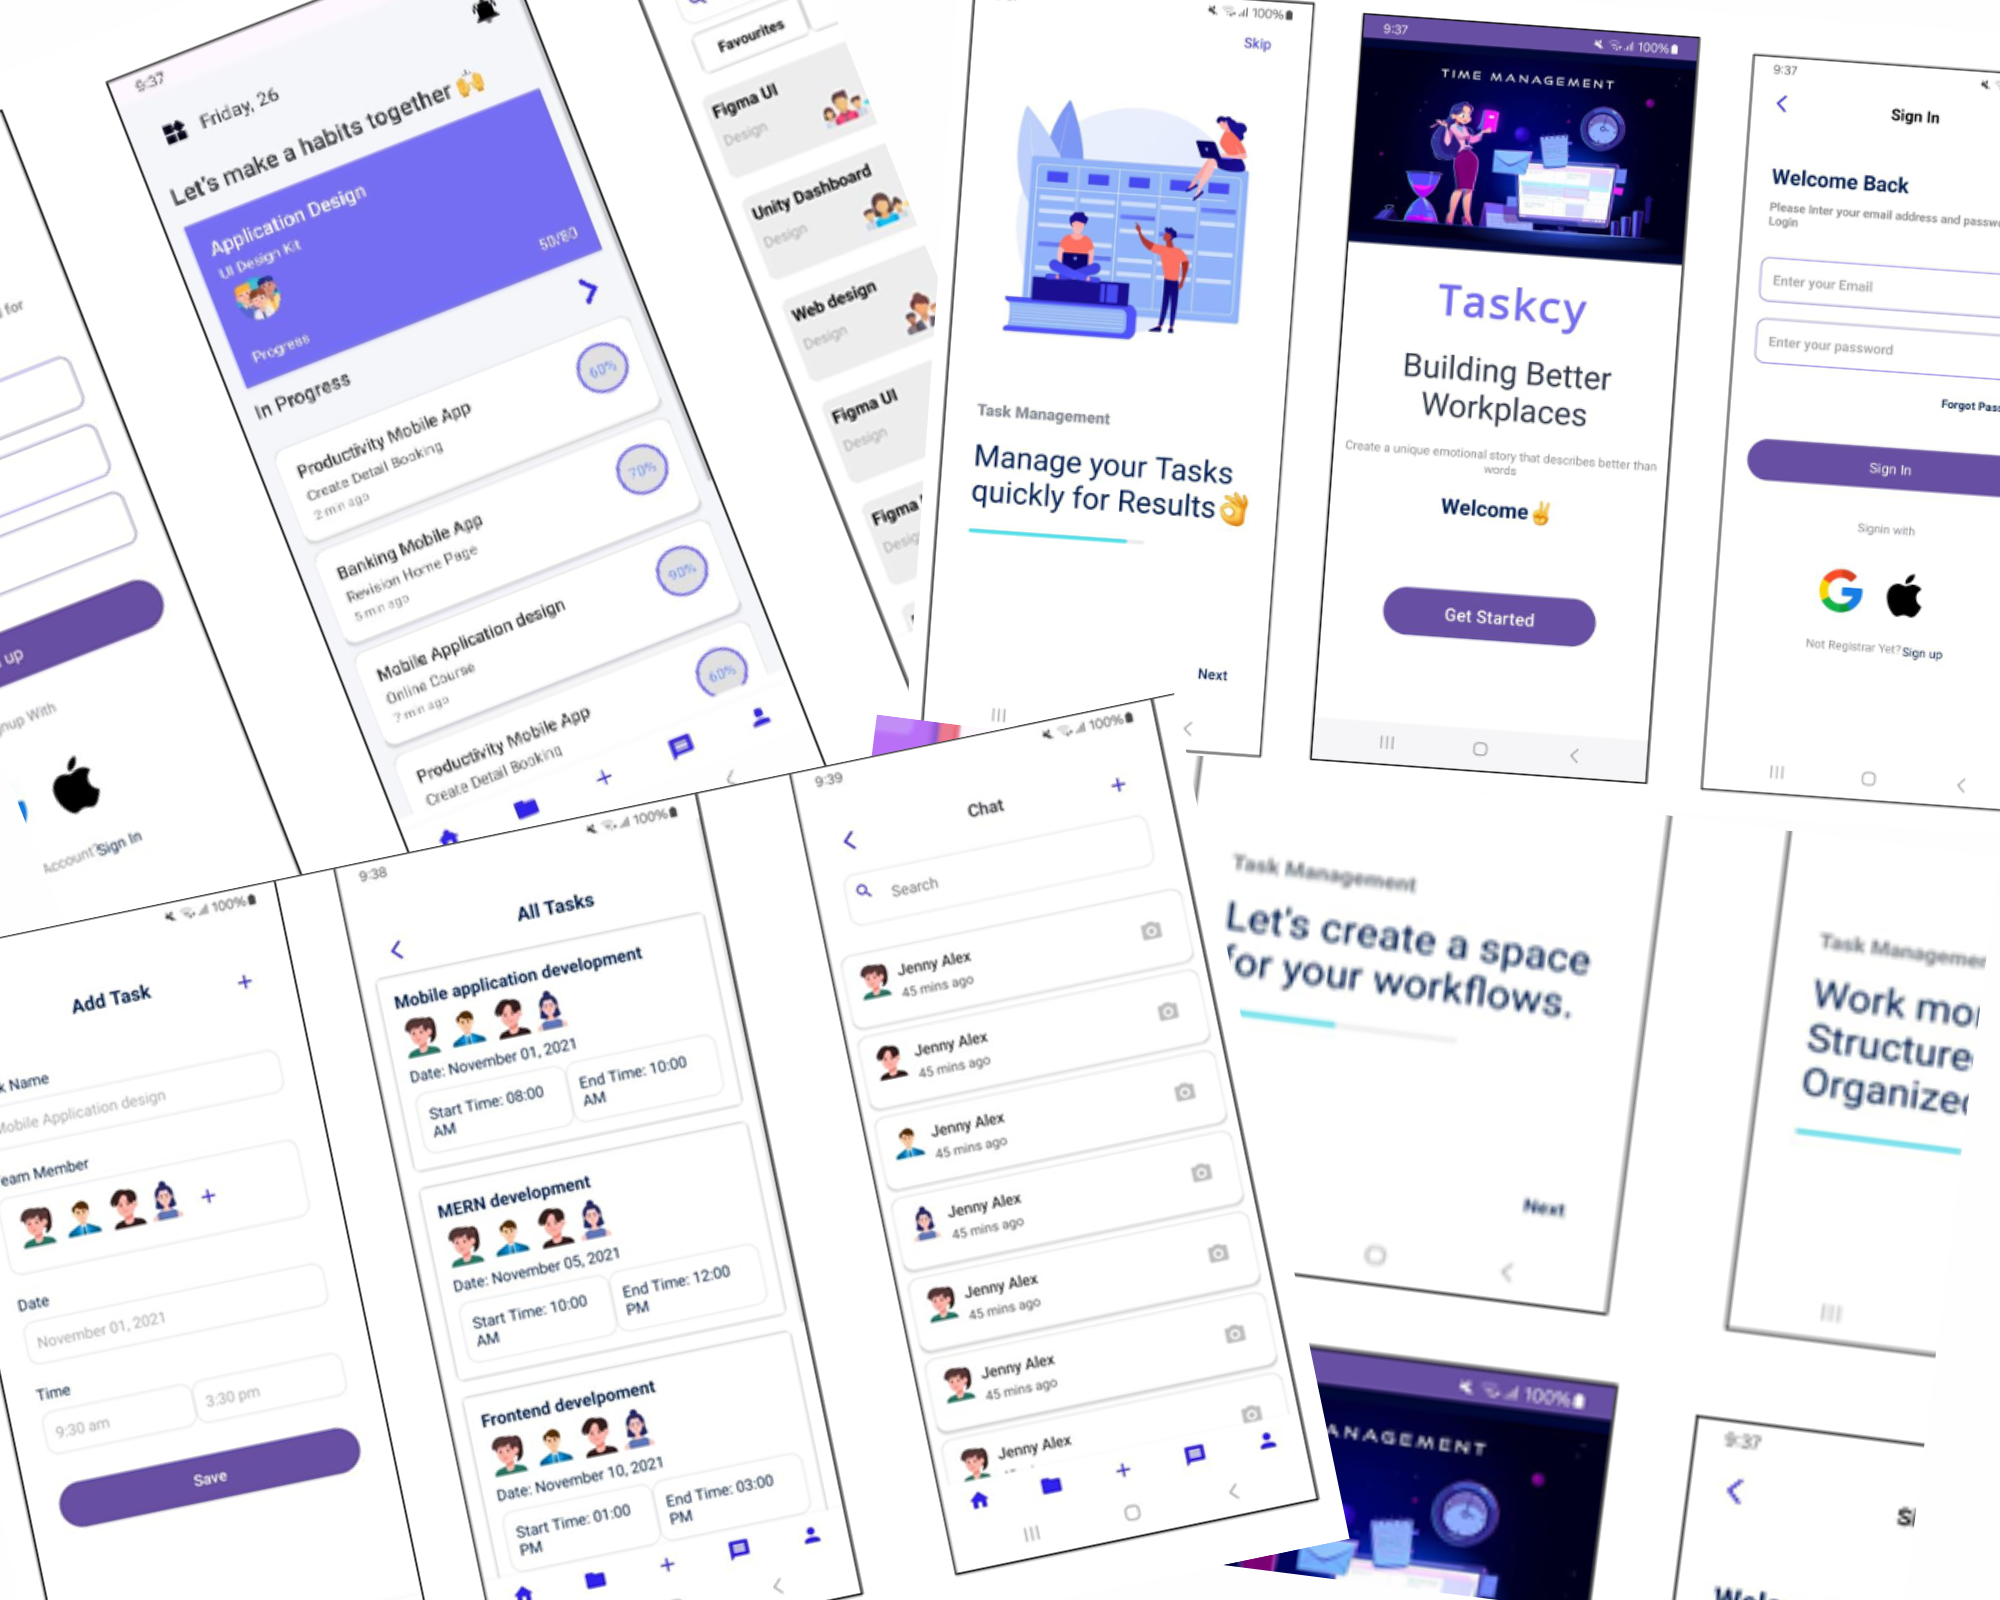 for
up
nup With
Account?Sign In
9:37
Friday, 26
Let's make a habits together 🙌
Application Design
UI Design Kit
50/80
Progress
In Progress
Productivity Mobile App
Create Detail Booking
2 min ago
60%
Banking Mobile App
Revision Home Page
5 min ago
70%
Mobile Application design
Online Course
7 min ago
90%
Productivity Mobile App
Create Detail Booking
60%
Favourites
Figma UI
Design
Unity Dashboard
Design
Web design
Design
Figma UI
Design
Figma
Desig
100%
Skip
Task Management
Manage your Tasks
quickly for Results👌
Next
9:37
100%
TIME MANAGEMENT
Taskcy
Building Better
Workplaces
Create a unique emotional story that describes better than
words
Welcome✌
Get Started
9:37
Sign In
Welcome Back
Please Inter your email address and passwo
Login
Enter your Email
Enter your password
Forgot Pass
Sign In
Signin with
Not Registrar Yet?Sign up
100%
Add Task
k Name
Mobile Application design
eam Member
Date
November 01, 2021
Time
9:30 am
3:30 pm
Save
9:38
100%
All Tasks
Mobile application development
Date: November 01, 2021
Start Time: 08:00
AM
End Time: 10:00
AM
MERN development
Date: November 05, 2021
Start Time: 10:00
AM
End Time: 12:00
PM
Frontend develpoment
Date: November 10, 2021
Start Time: 01:00
PM
End Time: 03:00
PM
9:39
100%
Chat
Search
Jenny Alex
45 mins ago
Jenny Alex
45 mins ago
Jenny Alex
45 mins ago
Jenny Alex
45 mins ago
Jenny Alex
45 mins ago
Jenny Alex
45 mins ago
Jenny Alex
Task Management
Let's create a space
for your workflows.
Next
Task Managemen
Work mo
Structure
Organize
100%
ANAGEMENT
9:37
S
Wel